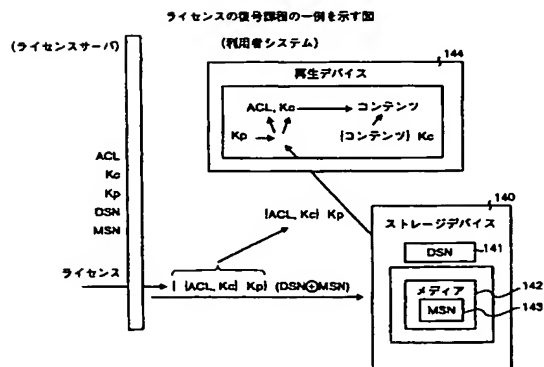 ライセンスの復号課程の一例を示す図
(ライセンスサーバ)
(利用者システム)
144
再生デバイス
ACL, Kc
コンテンツ
Kp
{コンテンツ} Kc
ACL
Kc
Kp
DSN
MSN
{ACL, Kc} Kp
140
ストレージデバイス
DSN
141
メディア
142
MSN
143
ライセンス
{ {ACL, Kc} Kp} (DSN⊕MSN)